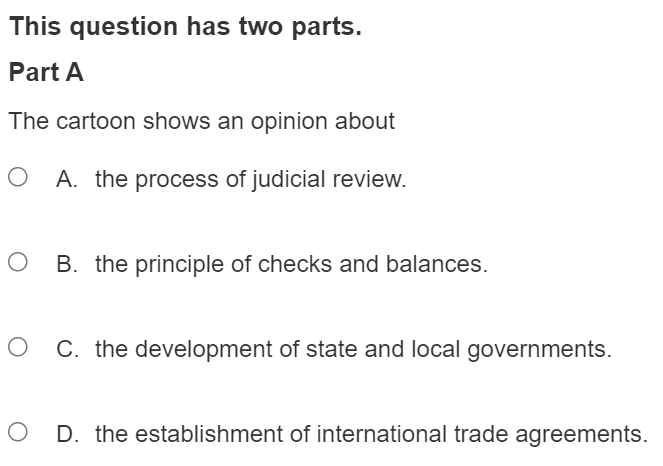 This question has two parts.
Part A
The cartoon shows an opinion about
A. the process of judicial review.
B. the principle of checks and balances.
C. the development of state and local governments.
D. the establishment of international trade agreements.